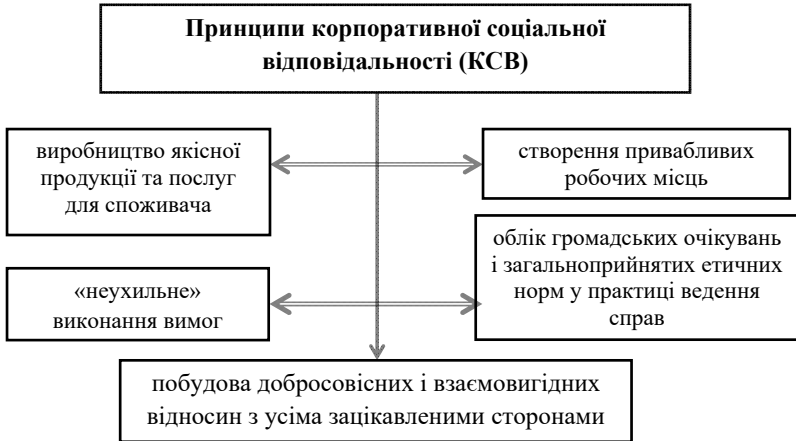 Принципи корпоративної соціальної
відповідальності (КСВ)
виробництво якісної
продукції та послуг
для споживача
створення привабливих
робочих місць
«неухильне»
виконання вимог
облік громадських очікувань
і загальноприйнятих етичних
норм у практиці ведення
справ
побудова добросовісних і взаємовигідних
відносин з усіма зацікавленими сторонами